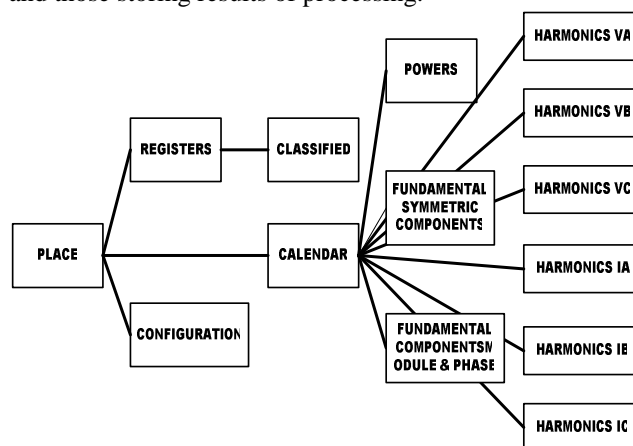 and those storing results of processing.
HARMONICS VA
POWERS
HARMONICS VB
REGISTERS
CLASSIFIED
FUNDAMENTAL
SYMMETRIC
COMPONENTS
HARMONICS VC
PLACE
CALENDAR
HARMONICS IA
CONFIGURATION
FUNDAMENTAL
COMPONENTSM
ODULE & PHASE
HARMONICS IB
HARMONICS IC